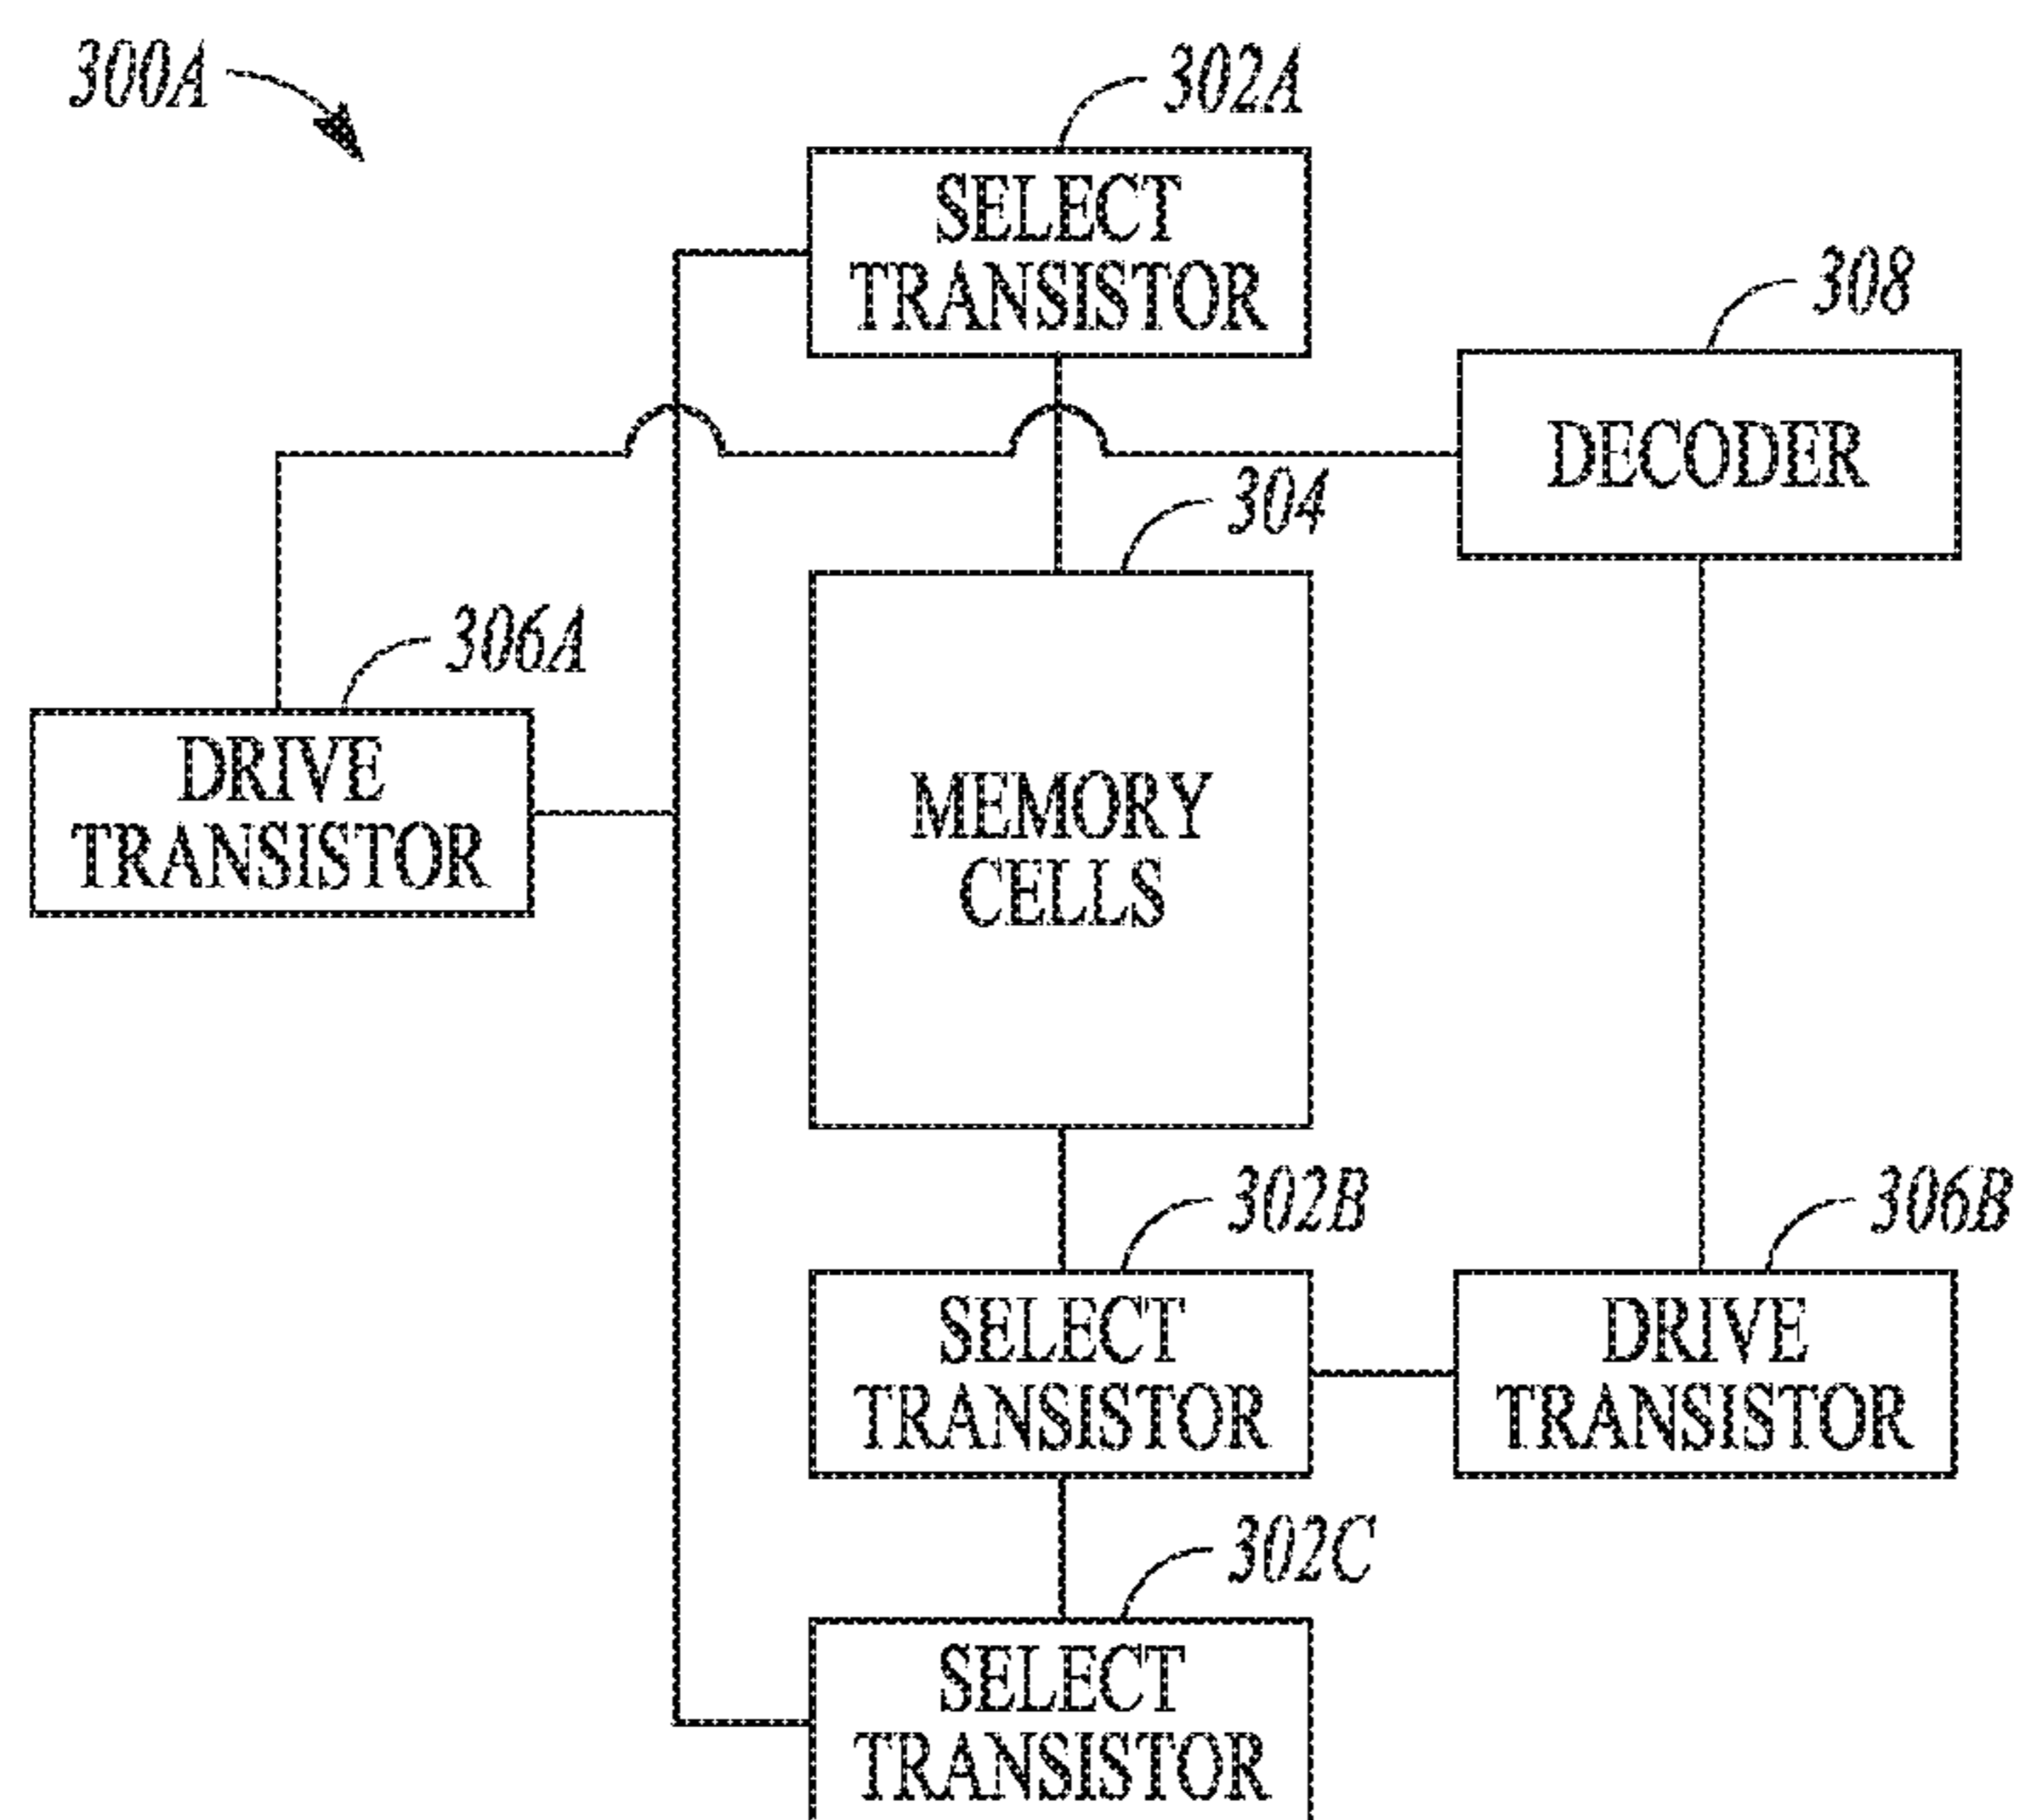 300A
302A
SELECT
TRANSISTOR
308
DECODER
304
306A
DRIVE
TRANSISTOR
MEMORY
CELLS
302B
306B
SELECT
TRANSISTOR
DRIVE
TRANSISTOR
302C
SELECT
TRANSISTOR